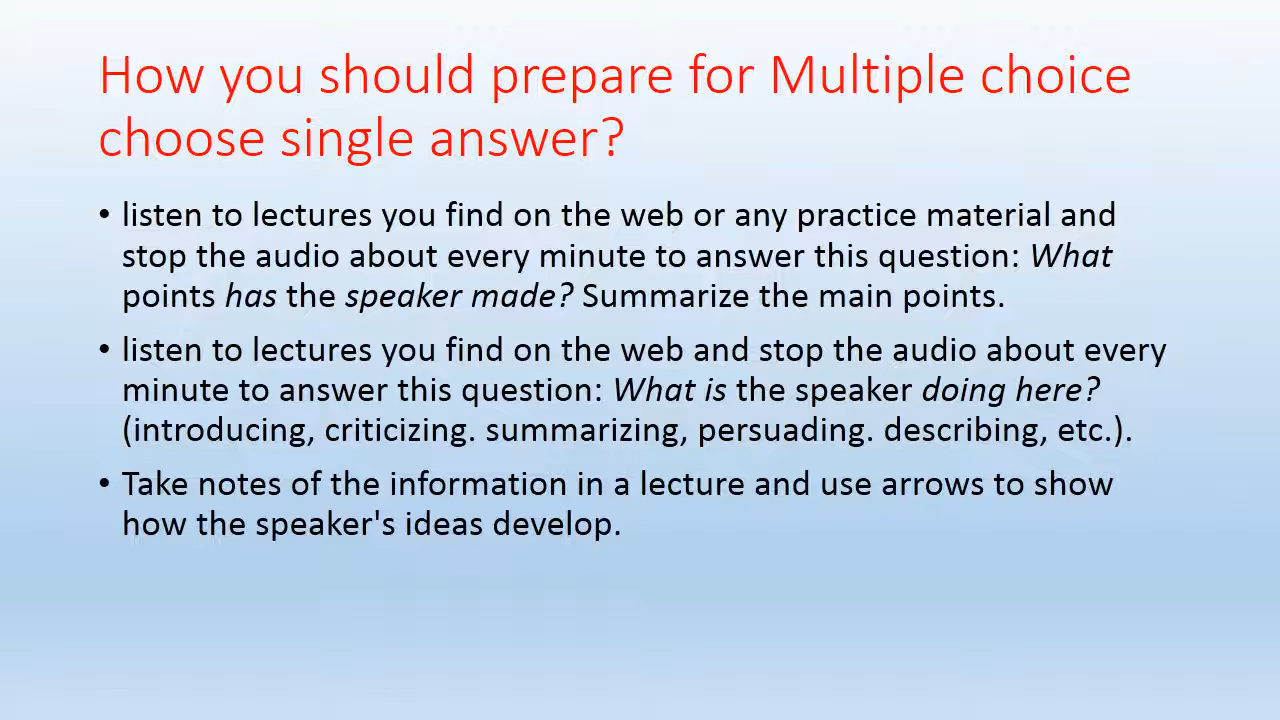 How you should prepare for Multiple choice
choose single answer?
• listen to lectures you find on the web or any practice material and
stop the audio about every minute to answer this question: What
points has the speaker made? Summarize the main points.
• listen to lectures you find on the web and stop the audio about every
minute to answer this question: What is the speaker doing here?
(introducing, criticizing. summarizing, persuading. describing, etc.).
• Take notes of the information in a lecture and use arrows to show
how the speaker's ideas develop.